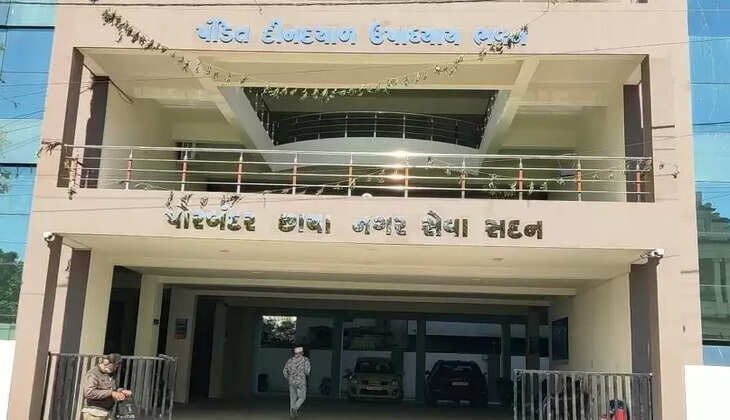 પંડિત દીનદયાળ ઉપાધ્યાય ભવન
પોરબંદર છાયા નગર સેવા સદન